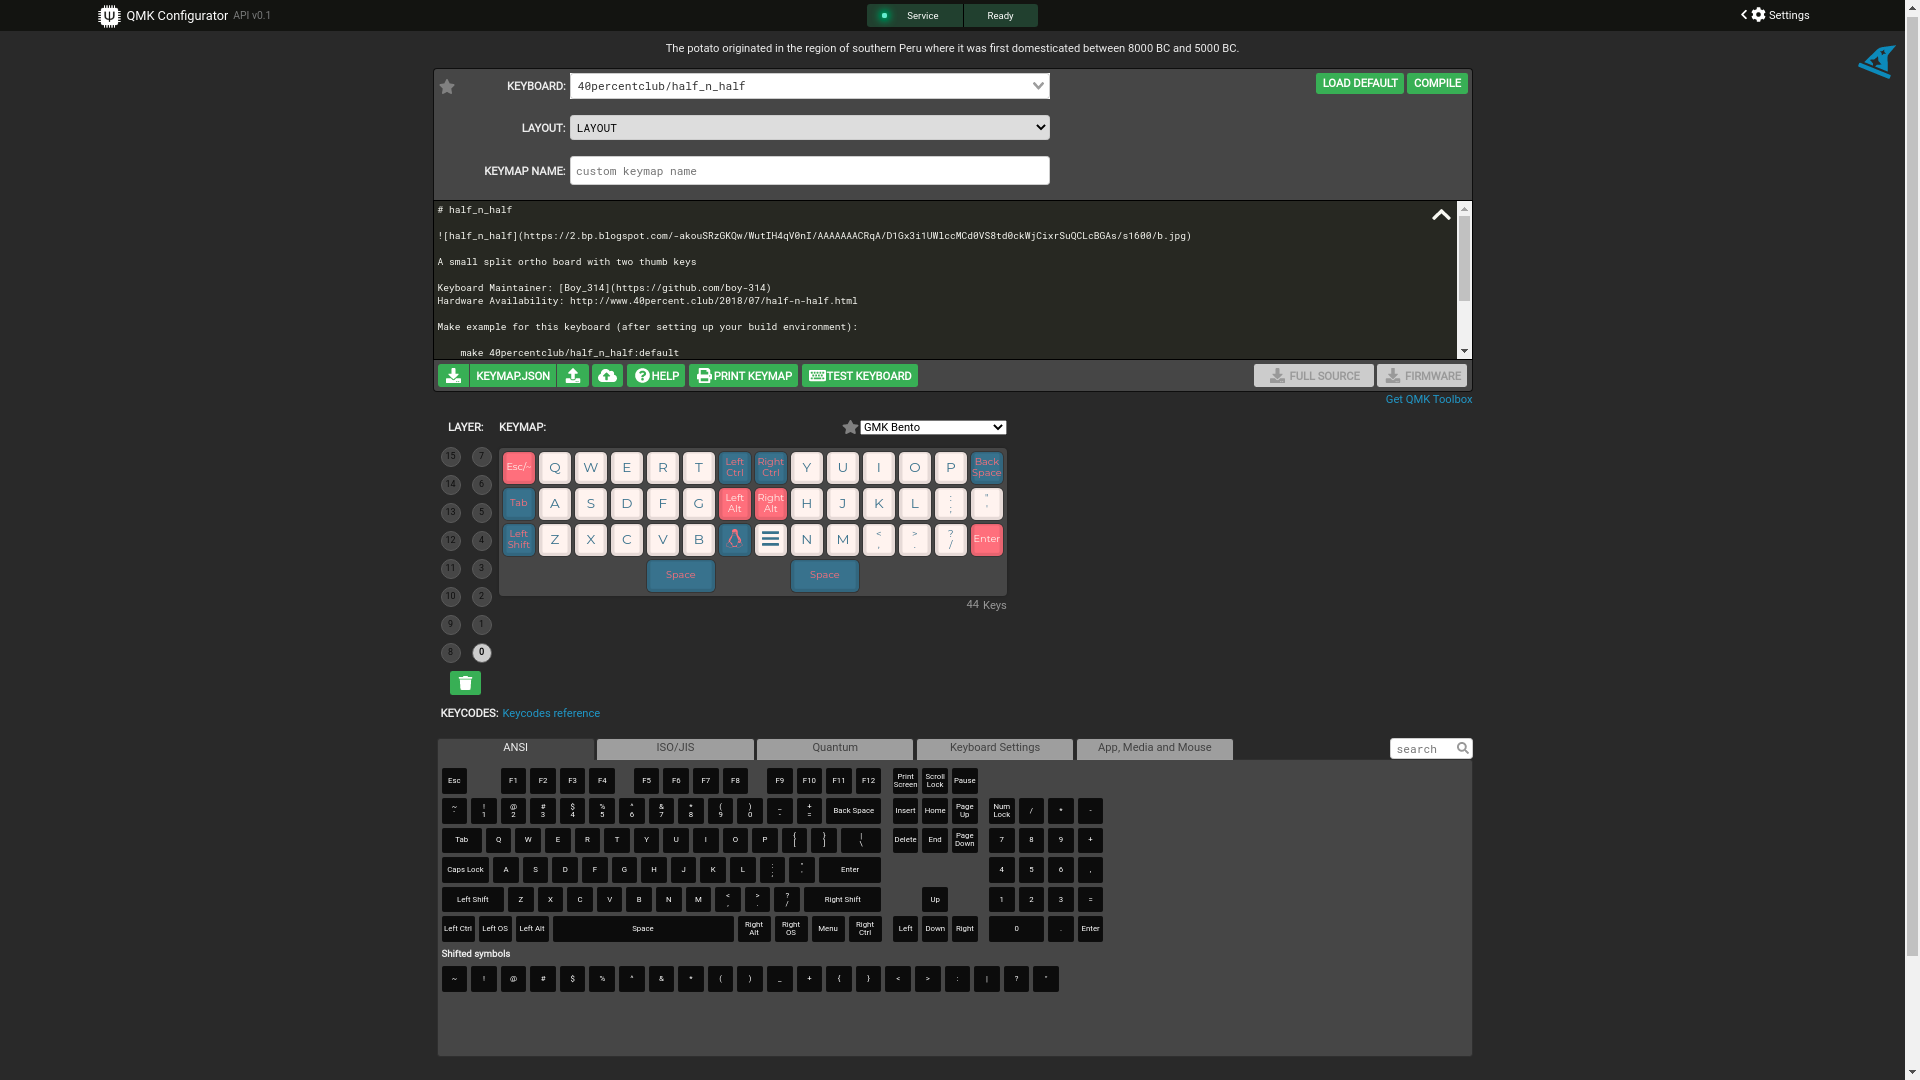 QMK Configurator API v0.1
Service Ready
Settings
The potato originated in the region of southern Peru where it was first domesticated between 8000 BC and 5000 BC.
KEYBOARD: 40percentclub/half_n_half
LOAD DEFAULT COMPILE
LAYOUT: LAYOUT
KEYMAP NAME: custom keymap name
# half_n_half
![half_n_half](https://2.bp.blogspot.com/-akouSRzGKQw/WutIH4qV0nI/AAAAAAACRqA/D1Gx3i1UWlccMCd0VS8td0ckWjCixrSuQCLcBGAs/s1600/b.jpg)
A small split ortho board with two thumb keys
Keyboard Maintainer: [Boy_314](https://github.com/boy-314)
Hardware Availability: http://www.40percent.club/2018/07/half-n-half.html
Make example for this keyboard (after setting up your build environment):
make 40percentclub/half_n_half:default
KEYMAP.JSON HELP PRINT KEYMAP TEST KEYBOARD FULL SOURCE FIRMWARE
Get QMK Toolbox
LAYER: KEYMAP: GMK Bento
15 7
14 6
13 5
12 4
11 3
10 2
9 1
8 0
Esc/~ Q W E R T Left Ctrl Right Ctrl Y U I O P Back Space
Tab A S D F G Left Alt Right Alt H J K L : ; " '
Left Shift Z X C V B N M < , > . ? / Enter
Space Space
44 Keys
KEYCODES: Keycodes reference
ANSI ISO/JIS Quantum Keyboard Settings App, Media and Mouse search
Esc F1 F2 F3 F4 F5 F6 F7 F8 F9 F10 F11 F12 Print Screen Scroll Lock Pause
~ ` ! 1 @ 2 # 3 $ 4 % 5 ^ 6 & 7 * 8 ( 9 ) 0 _ - + = Back Space Insert Home Page Up Num Lock / * -
Tab Q W E R T Y U I O P { [ } ] | \ Delete End Page Down 7 8 9 +
Caps Lock A S D F G H J K L : ; " ' Enter 4 5 6 ,
Left Shift Z X C V B N M < , > . ? / Right Shift Up 1 2 3 =
Left Ctrl Left OS Left Alt Space Right Alt Right OS Menu Right Ctrl Left Down Right 0 . Enter
Shifted symbols
~ ! @ # $ % ^ & * ( ) _ + { } < > : | ? "